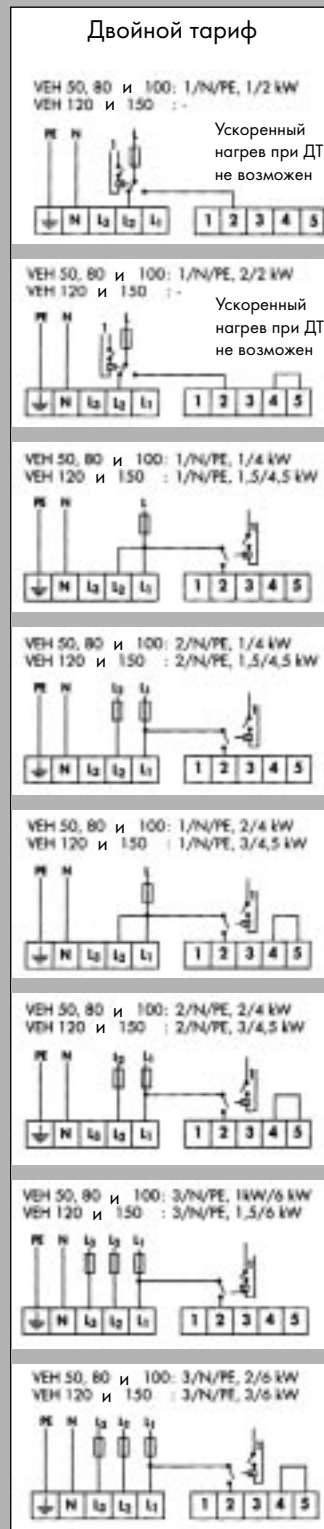 Двойной тариф
VEH 50, 80 и 100: 1/N/PE, 1/2 kW
VEH 120 и 150 : -
Ускоренный
нагрев при ДТ
не возможен
PE N 1 L
N L3 L2 L1 1 2 3 4 5
VEH 50, 80 и 100: 1/N/PE, 2/2 kW
VEH 120 и 150 : -
Ускоренный
нагрев при ДТ
не возможен
PE N 1 L
N L3 L2 L1 1 2 3 4 5
VEH 50, 80 и 100: 1/N/PE, 1/4 kW
VEH 120 и 150 : 1/N/PE, 1,5/4,5 kW
PE N L
N L3 L2 L1 1 2 3 4 5
VEH 50, 80 и 100: 2/N/PE, 1/4 kW
VEH 120 и 150 : 2/N/PE, 1,5/4,5 kW
PE N L2 L1
N L3 L2 L1 1 2 3 4 5
VEH 50, 80 и 100: 1/N/PE, 2/4 kW
VEH 120 и 150 : 1/N/PE, 3/4,5 kW
PE N L
N L3 L2 L1 1 2 3 4 5
VEH 50, 80 и 100: 2/N/PE, 2/4 kW
VEH 120 и 150 : 2/N/PE, 3/4,5 kW
PE N L2 L1
N L3 L2 L1 1 2 3 4 5
VEH 50, 80 и 100: 3/N/PE, 1kW/6 kW
VEH 120 и 150 : 3/N/PE, 1,5/6 kW
PE N L3 L2 L1
N L3 L2 L1 1 2 3 4 5
VEH 50, 80 и 100: 3/N/PE, 2/6 kW
VEH 120 и 150 : 3/N/PE, 3/6 kW
PE N L3 L2 L1
N L3 L2 L1 1 2 3 4 5